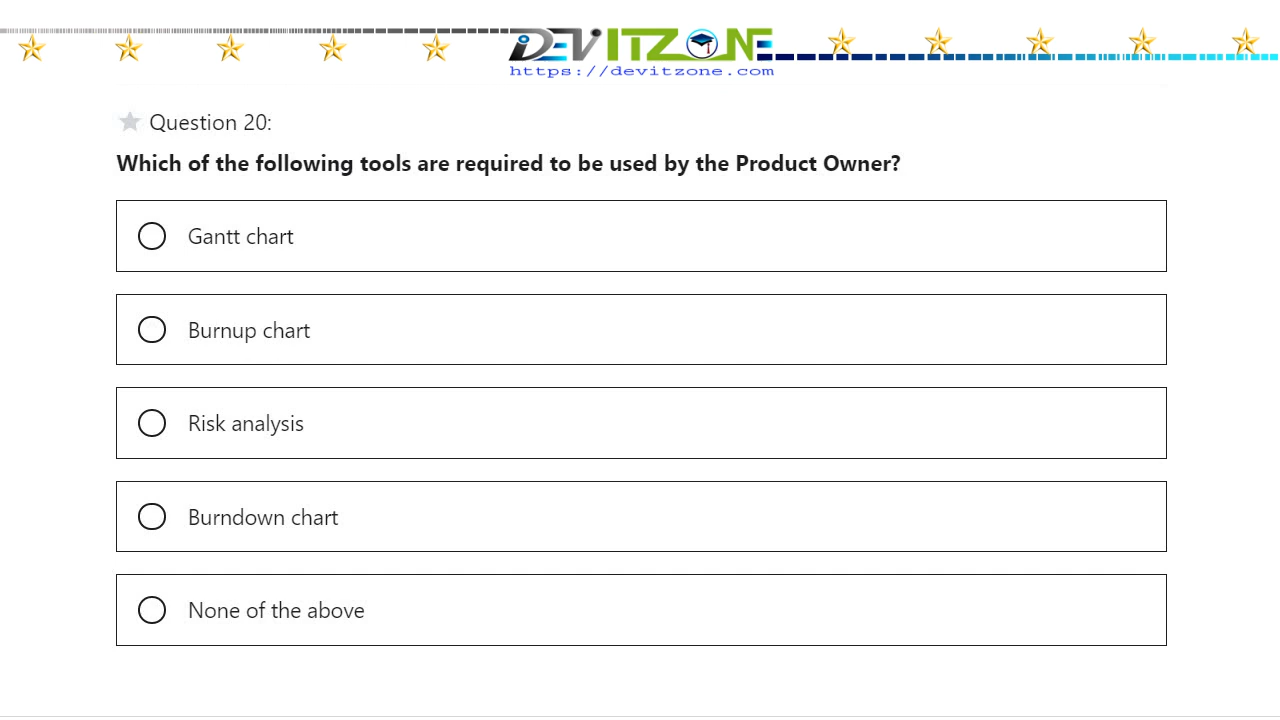 DEVITZONE
https://devitzone.com
Question 20:
Which of the following tools are required to be used by the Product Owner?
Gantt chart
Burnup chart
Risk analysis
Burndown chart
None of the above